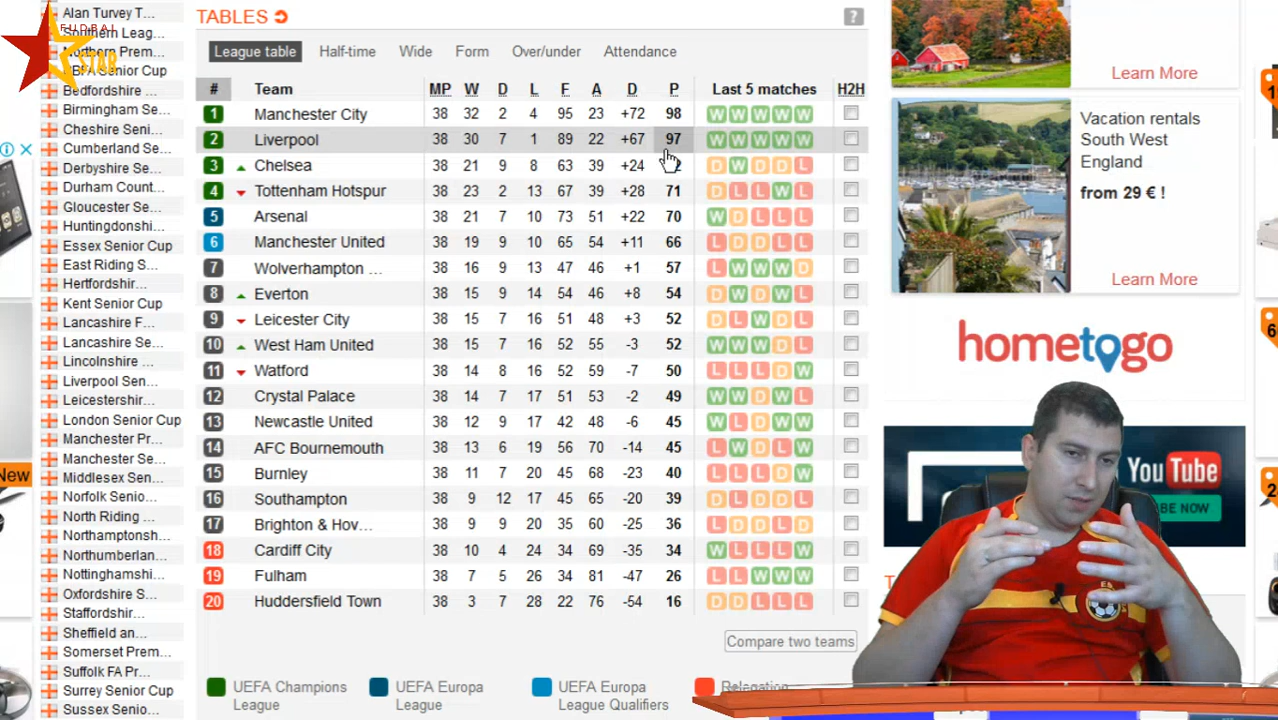 FUDBAL
STAR
Alan Turvey T...
Southern Leag...
Northern Prem...
FA Senior Cup
Bedfordshire ...
Birmingham Se...
Cheshire Seni...
Cumberland Se...
Derbyshire Se...
Durham Count...
Gloucester Se...
Huntingdonshi...
Essex Senior Cup
East Riding S...
Hertfordshir...
Kent Senior Cup
Lancashire F...
Lancashire Se...
Lincolnshire ...
Liverpool Sen...
Leicestershir...
London Senior Cup
Manchester Pr...
Manchester Se...
Middlesex Sen...
Norfolk Senio...
North Riding ...
Northamptonsh...
Northumberlan...
Nottinghamshi...
Oxfordshire S...
Staffordshir...
Sheffield an...
Somerset Prem...
Suffolk FA Pr...
Surrey Senior Cup
Sussex Senio...
New
TABLES
?
League table Half-time Wide Form Over/under Attendance
# Team MP W D L F A D P Last 5 matches H2H
1 Manchester City 38 32 2 4 95 23 +72 98 W W W W W
2 Liverpool 38 30 7 1 89 22 +67 97 W W W W W
3 Chelsea 38 21 9 8 63 39 +24 2 D W D D L
4 Tottenham Hotspur 38 23 2 13 67 39 +28 71 D L L W L
5 Arsenal 38 21 7 10 73 51 +22 70 W D L L L
6 Manchester United 38 19 9 10 65 54 +11 66 L D D L L
7 Wolverhampton ... 38 16 9 13 47 46 +1 57 L W W W D
8 Everton 38 15 9 14 54 46 +8 54 D W D W L
9 Leicester City 38 15 7 16 51 48 +3 52 D L W D L
10 West Ham United 38 15 7 16 52 55 -3 52 W W W D L
11 Watford 38 14 8 16 52 59 -7 50 L L L D W
12 Crystal Palace 38 14 7 17 51 53 -2 49 W W D L W
13 Newcastle United 38 12 9 17 42 48 -6 45 W L D W W
14 AFC Bournemouth 38 13 6 19 56 70 -14 45 L W D L W
15 Burnley 38 11 7 20 45 68 -23 40 L L L D W
16 Southampton 38 9 12 17 45 65 -20 39 D L D D L
17 Brighton & Hov... 38 9 9 20 35 60 -25 36 L D D L D
18 Cardiff City 38 10 4 24 34 69 -35 34 W L L L W
19 Fulham 38 7 5 26 34 81 -47 26 L L W W W
20 Huddersfield Town 38 3 7 28 22 76 -54 16 D D L L L
Compare two teams
UEFA Champions
League
UEFA Europa
League
UEFA Europa
League Qualifiers
Relegation
Learn More
Vacation rentals
South West
England
from 29 € !
Learn More
hometogo
YouTube
BE NOW